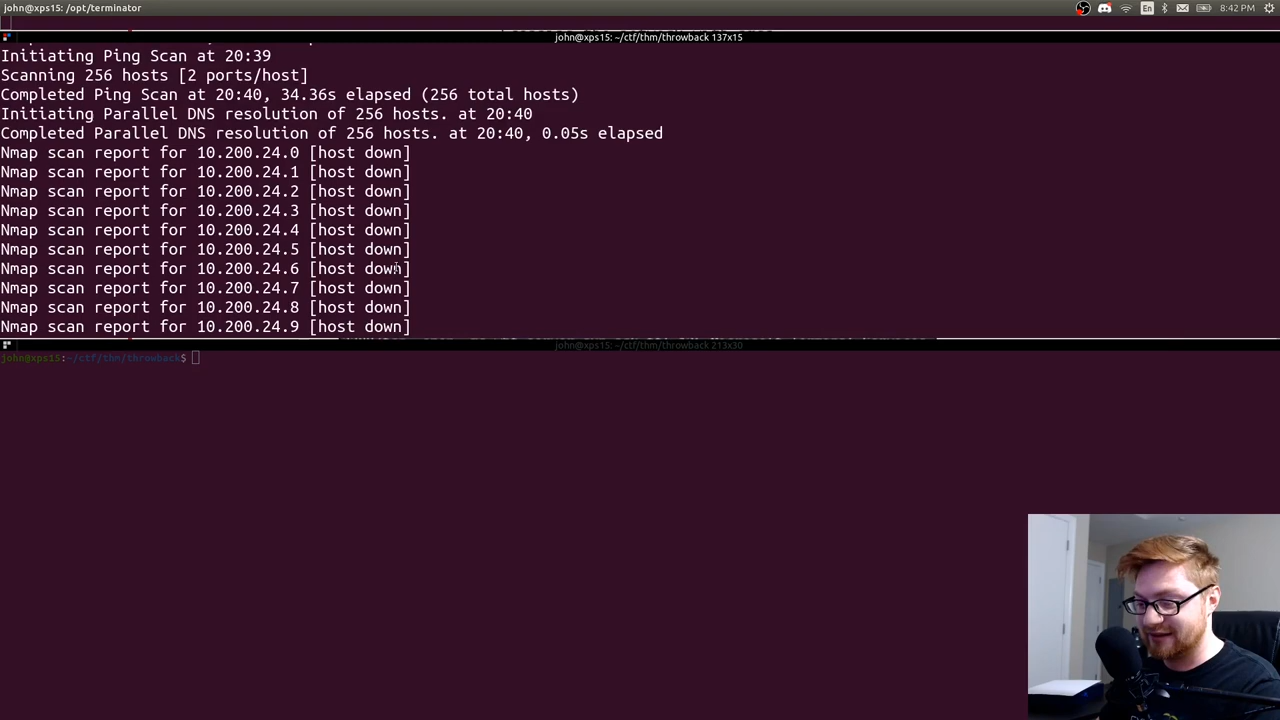 john@xps15: /opt/terminator
En
8:42 PM
john@xps15: ~/ctf/thm/throwback 137x15
Initiating Ping Scan at 20:39
Scanning 256 hosts [2 ports/host]
Completed Ping Scan at 20:40, 34.36s elapsed (256 total hosts)
Initiating Parallel DNS resolution of 256 hosts. at 20:40
Completed Parallel DNS resolution of 256 hosts. at 20:40, 0.05s elapsed
Nmap scan report for 10.200.24.0 [host down]
Nmap scan report for 10.200.24.1 [host down]
Nmap scan report for 10.200.24.2 [host down]
Nmap scan report for 10.200.24.3 [host down]
Nmap scan report for 10.200.24.4 [host down]
Nmap scan report for 10.200.24.5 [host down]
Nmap scan report for 10.200.24.6 [host down]
Nmap scan report for 10.200.24.7 [host down]
Nmap scan report for 10.200.24.8 [host down]
Nmap scan report for 10.200.24.9 [host down]
john@xps15: ~/ctf/thm/throwback 213x30
john@xps15:~/ctf/thm/throwback$